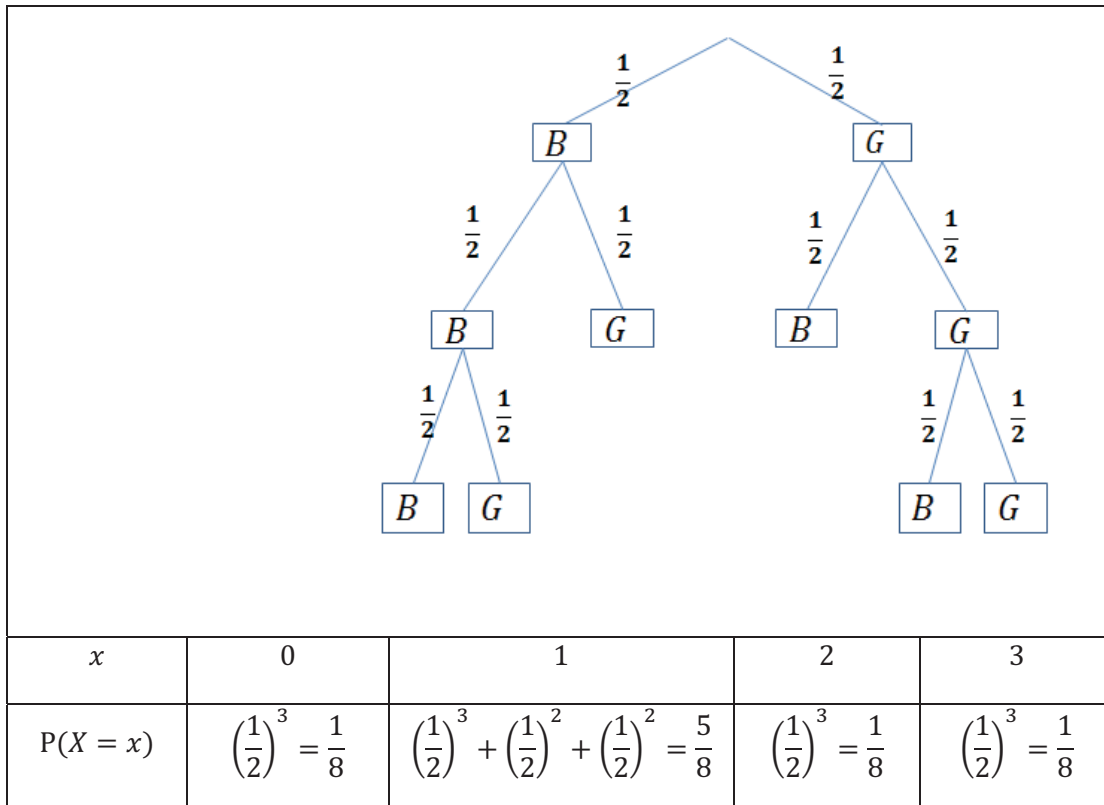 1/2 1/2
B G
1/2 1/2 1/2 1/2
B G B G
1/2 1/2 1/2 1/2
B G B G
x 0 1 2 3
P(X = x) (1/2)^3 = 1/8 (1/2)^3 + (1/2)^2 + (1/2)^2 = 5/8 (1/2)^3 = 1/8 (1/2)^3 = 1/8